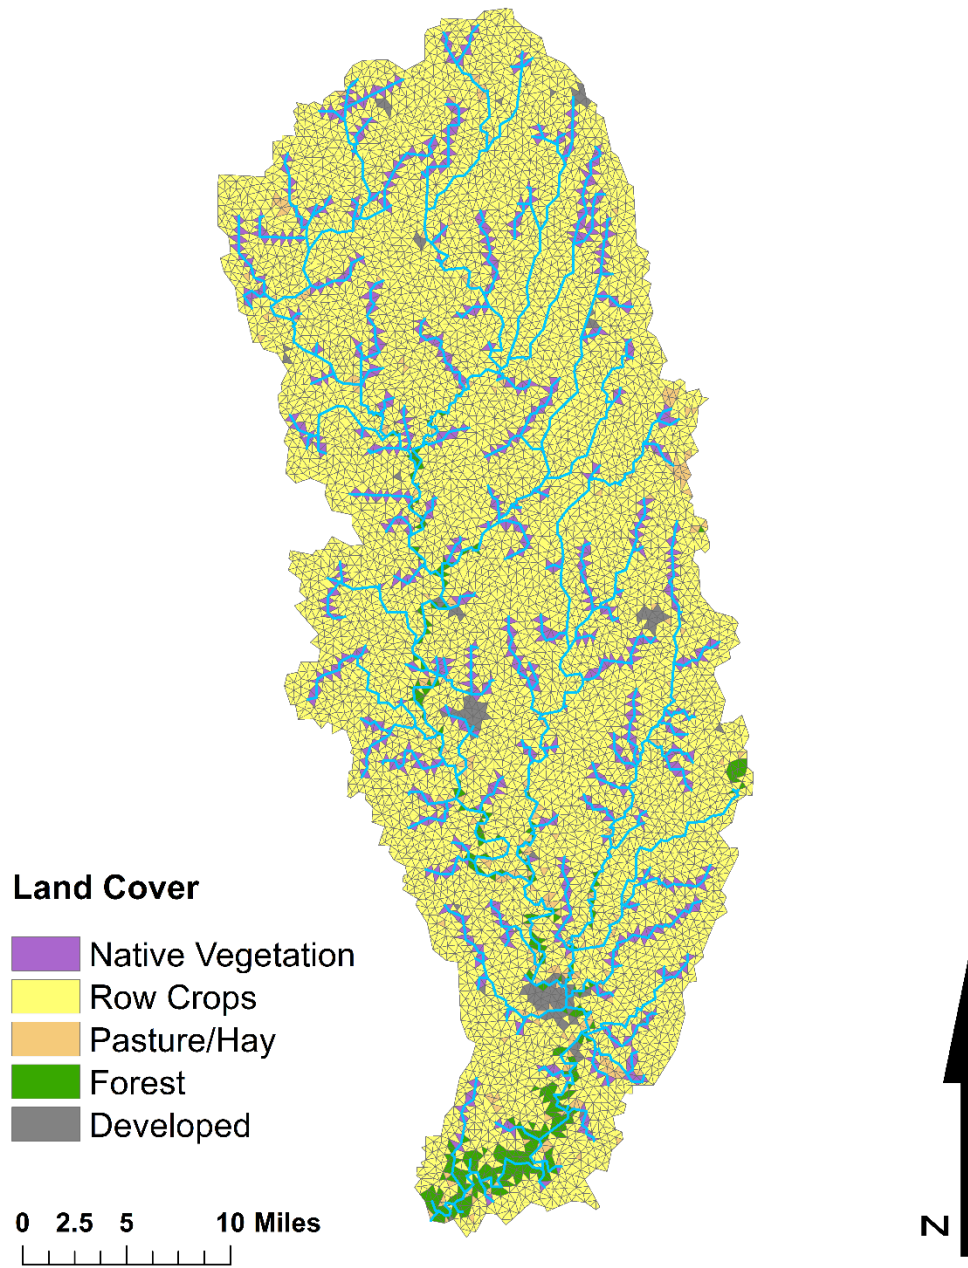 Land Cover
Native Vegetation
Row Crops
Pasture/Hay
Forest
Developed
0 2.5 5 10 Miles
N